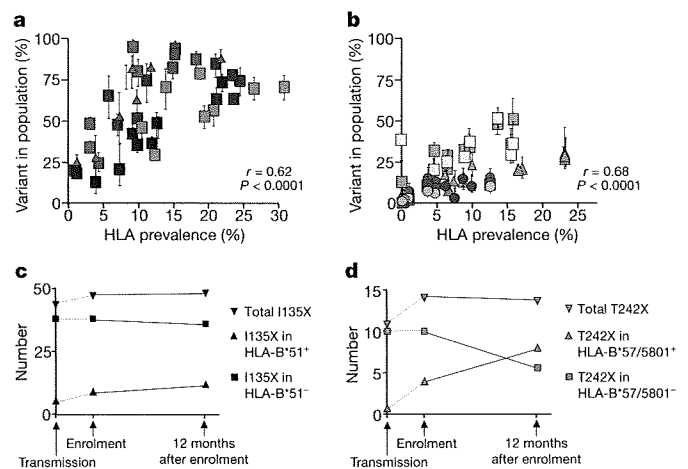 a
Variant in population (%)
100
75
50
25
0
0 5 10 15 20 25 30
HLA prevalence (%)
r = 0.62
P < 0.0001
b
Variant in population (%)
100
75
50
25
0
0 5 10 15 20 25
HLA prevalence (%)
r = 0.68
P < 0.0001
c
Number
50
25
0
Transmission
Enrolment
12 months
after enrolment
Total I135X
I135X in
HLA-B*51+
I135X in
HLA-B*51−
d
Number
15
10
5
0
Transmission
Enrolment
12 months
after enrolment
Total T242X
T242X in
HLA-B*57/5801+
T242X in
HLA-B*57/5801−